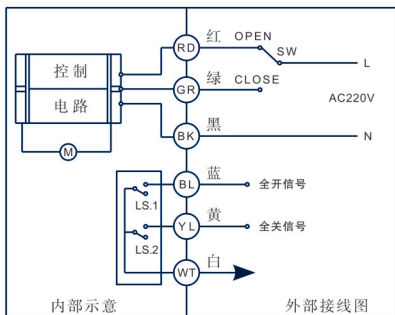 RD 红 OPEN
SW
L
控制
GR 绿 CLOSE
AC220V
电路
BK 黑
N
M
BL 蓝
全开信号
LS.1
YL 黄
全关信号
LS.2
WT 白
内部示意 外部接线图